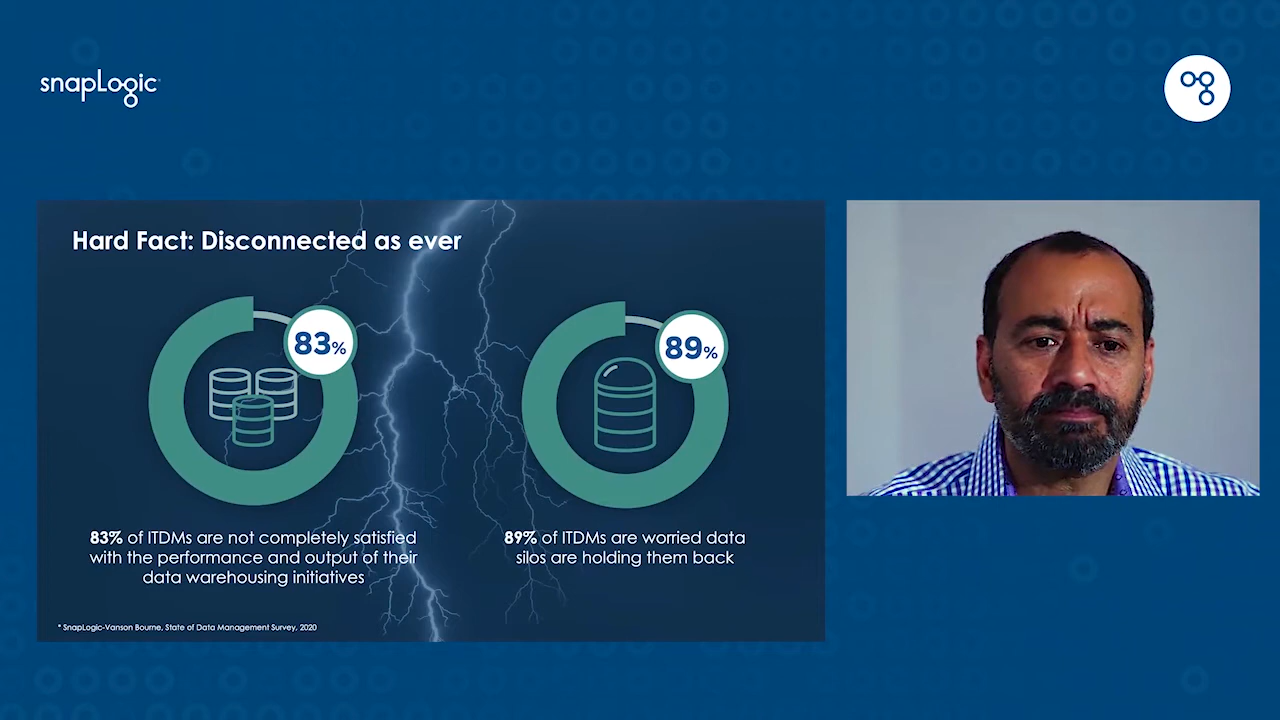 snapLogic
Hard Fact: Disconnected as ever
83%
89%
83% of ITDMs are not completely satisfied
with the performance and output of their
data warehousing initiatives
89% of ITDMs are worried data
silos are holding them back
* SnapLogic-Vanson Bourne, State of Data Management Survey, 2020